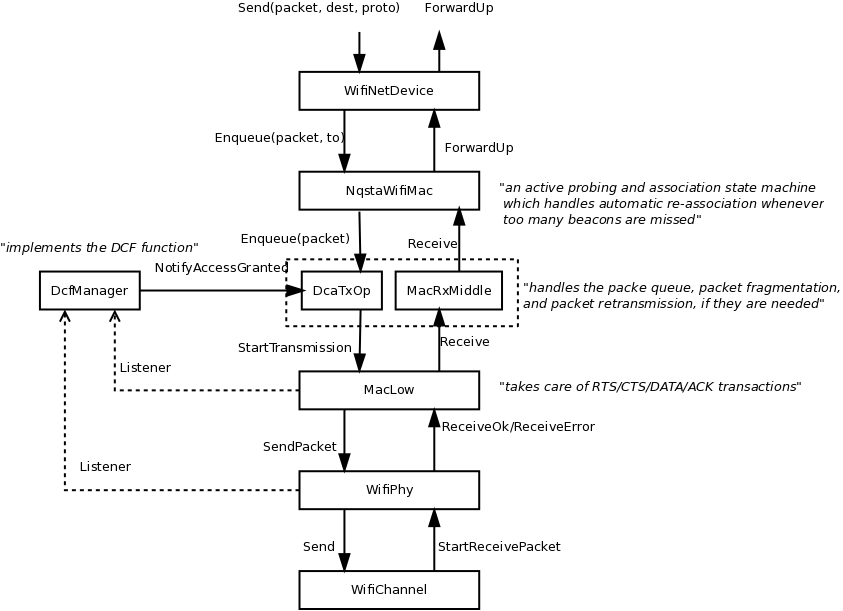 Send(packet, dest, proto)
ForwardUp
WifiNetDevice
Enqueue(packet, to)
ForwardUp
NqstaWifiMac
"an active probing and association state machine
which handles automatic re-association whenever
too many beacons are missed"
Enqueue(packet)
Receive
"implements the DCF function"
NotifyAccessGranted
DcfManager
DcaTxOp
MacRxMiddle
"handles the packe queue, packet fragmentation,
and packet retransmission, if they are needed"
StartTransmission
Receive
Listener
MacLow
"takes care of RTS/CTS/DATA/ACK transactions"
SendPacket
ReceiveOk/ReceiveError
Listener
WifiPhy
Send
StartReceivePacket
WifiChannel